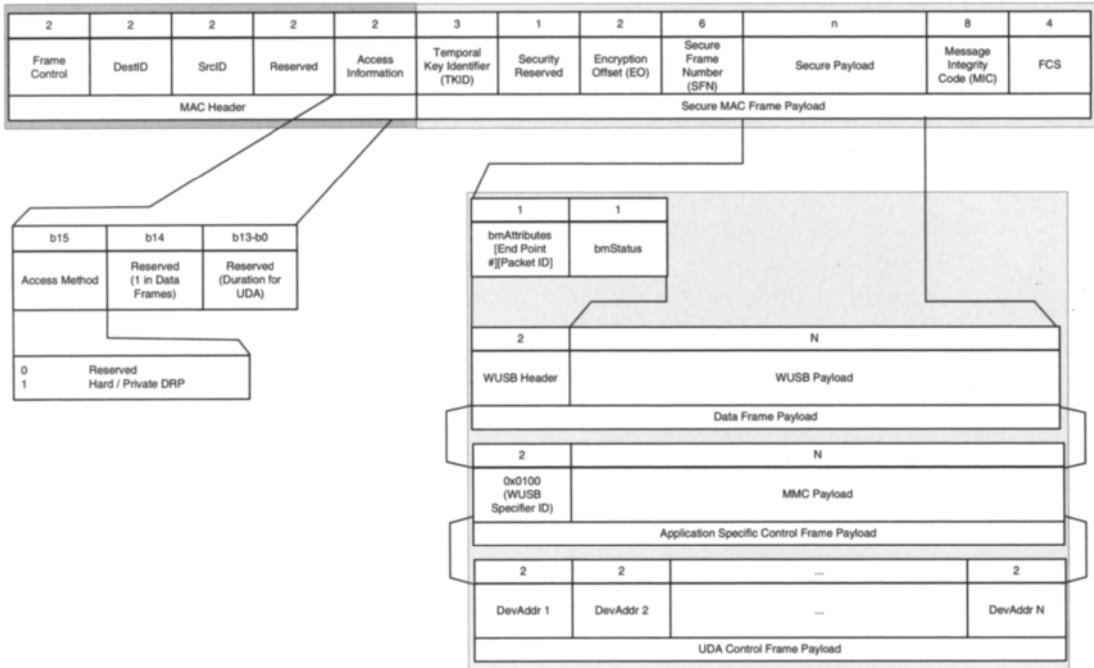 2 2 2 2 2 3 1 2 6 n 8 4
Frame
Control
DestID
SrcID
Reserved
Access
Information
Temporal
Key Identifier
(TKID)
Security
Reserved
Encryption
Offset (EO)
Secure
Frame
Number
(SFN)
Secure Payload
Message
Integrity
Code (MIC)
FCS
MAC Header
Secure MAC Frame Payload
b15 b14 b13-b0
Access Method
Reserved
(1 in Data
Frames)
Reserved
(Duration for
UDA)
0 Reserved
1 Hard / Private DRP
1 1
bmAttributes
[End Point
#][Packet ID]
bmStatus
2 N
WUSB Header
WUSB Payload
Data Frame Payload
2 N
0x0100
(WUSB
Specifier ID)
MMC Payload
Application Specific Control Frame Payload
2 2 ... 2
DevAddr 1 DevAddr 2 ... DevAddr N
UDA Control Frame Payload